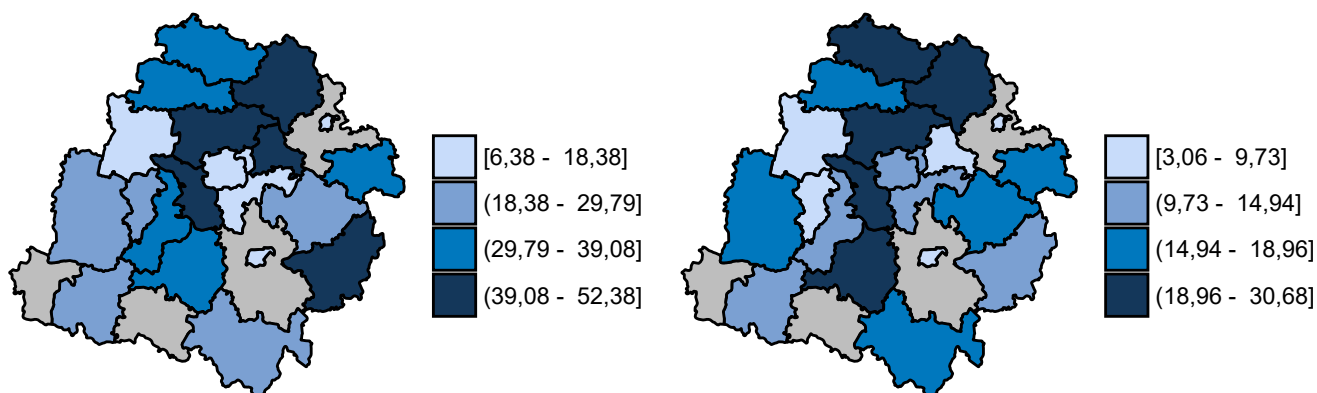 [6,38 - 18,38]
(18,38 - 29,79]
(29,79 - 39,08]
(39,08 - 52,38]
[3,06 - 9,73]
(9,73 - 14,94]
(14,94 - 18,96]
(18,96 - 30,68]